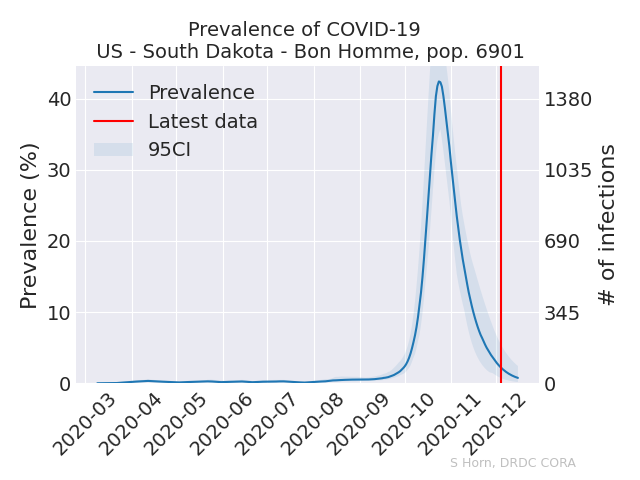 Prevalence of COVID-19
US - South Dakota - Bon Homme, pop. 6901
Prevalence
Latest data
95CI
Prevalence (%)
40
30
20
10
0
# of infections
1380
1035
690
345
0
2020-03
2020-04
2020-05
2020-06
2020-07
2020-08
2020-09
2020-10
2020-11
2020-12
S Horn, DRDC CORA